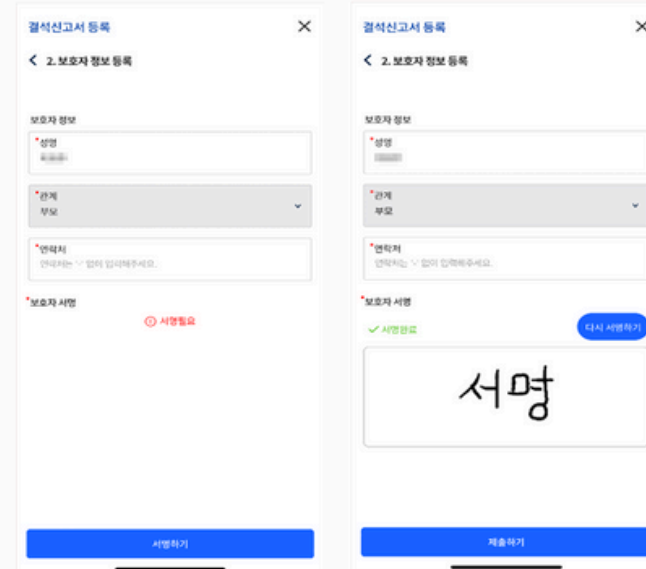 결석신고서 등록
2. 보호자 정보 등록
보호자 정보
*성명
*관계
부모
*연락처
연락처는 '-' 없이 입력해주세요.
*보호자 서명
서명필요
서명하기
결석신고서 등록
2. 보호자 정보 등록
보호자 정보
*성명
*관계
부모
*연락처
연락처는 '-' 없이 입력해주세요.
*보호자 서명
서명완료
다시 서명하기
서명
제출하기